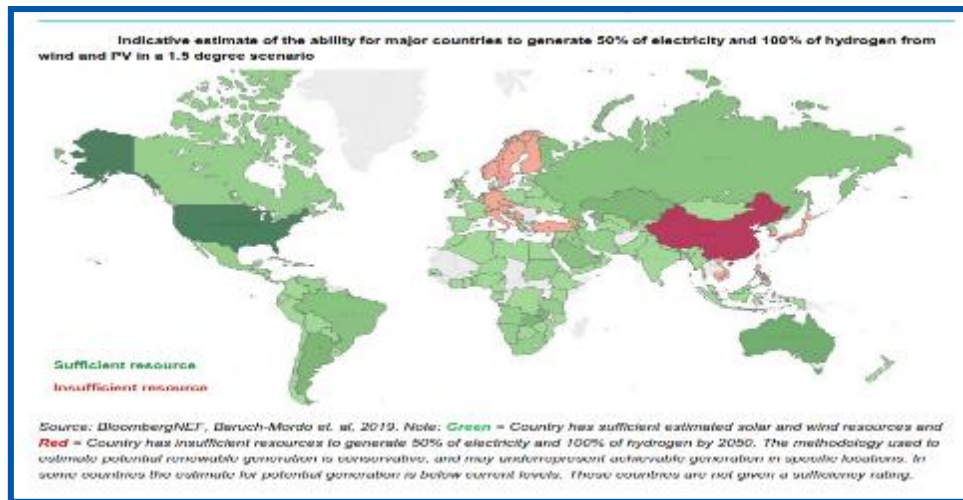 Indicative estimate of the ability for major countries to generate 50% of electricity and 100% of hydrogen from
wind and PV in a 1.5 degree scenario
Sufficient resource
Insufficient resource
Source: BloombergNEF, Baruch-Mordo et. al, 2019. Note: Green = Country has sufficient estimated solar and wind resources and
Red = Country has insufficient resources to generate 50% of electricity and 100% of hydrogen by 2050. The methodology used to
estimate potential renewable generation is conservative, and may underrepresent achievable generation in specific locations. In
some countries the estimate for potential generation is below current levels. These countries are not given a sufficiency rating.